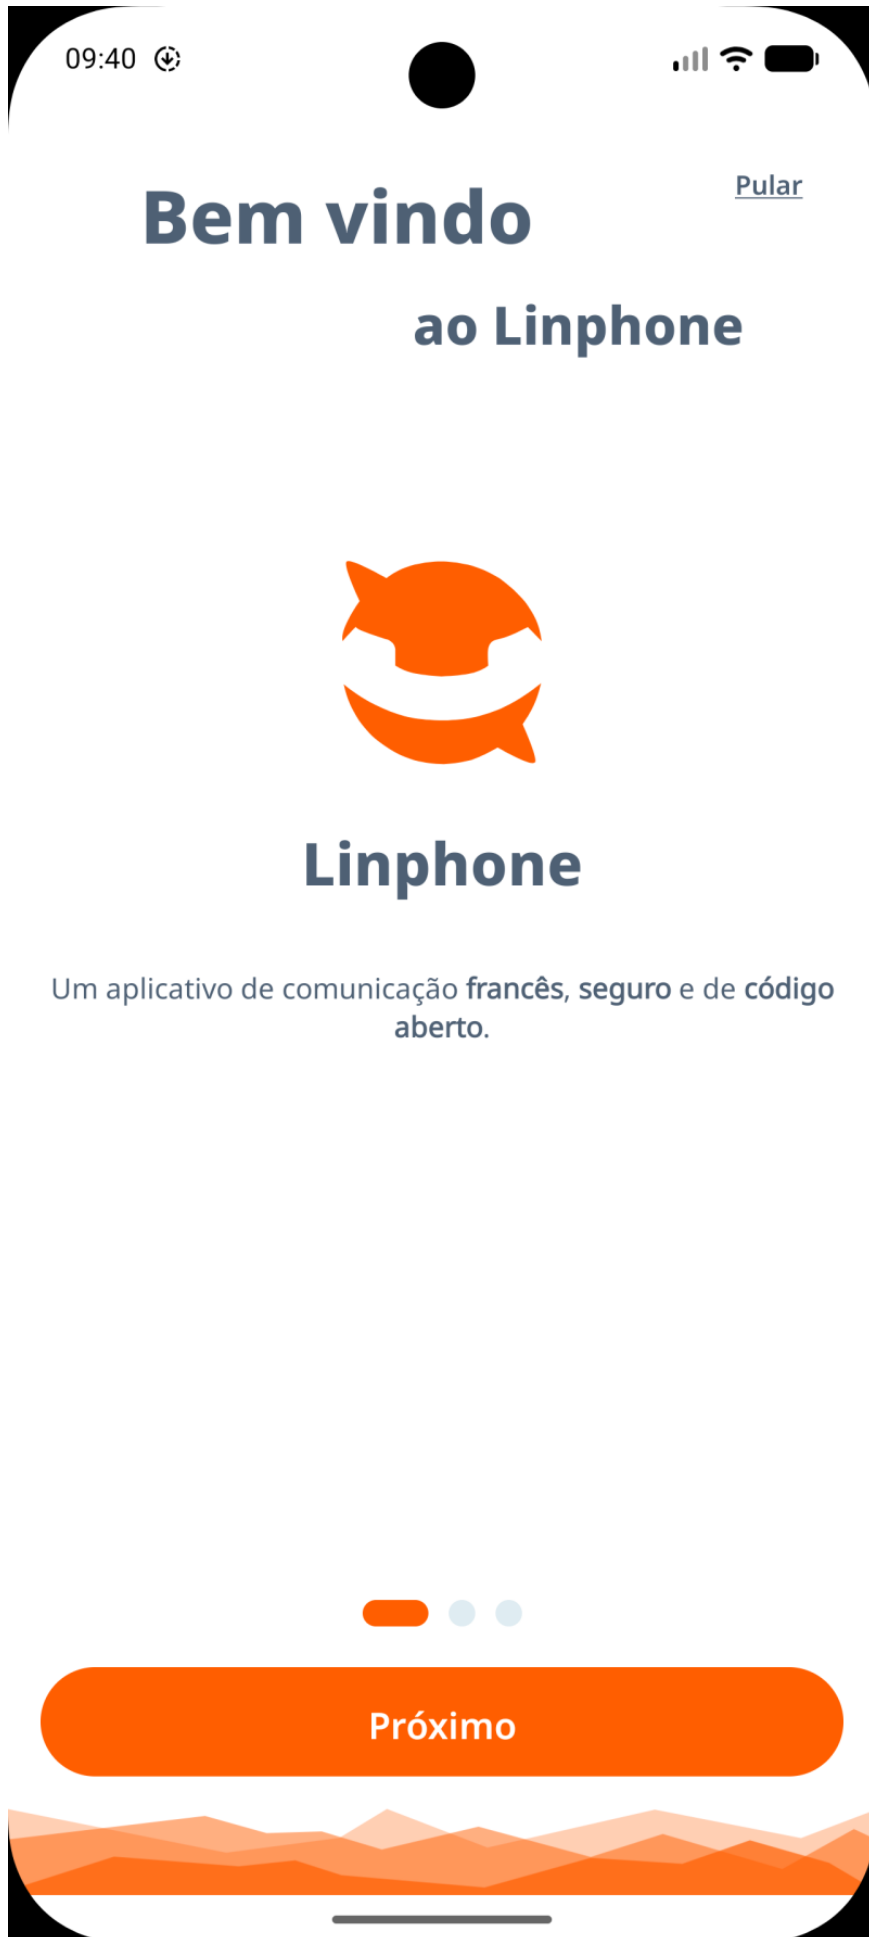 09:40
Pular
Bem vindo
ao Linphone
Linphone
Um aplicativo de comunicação francês, seguro e de código
aberto.
Próximo